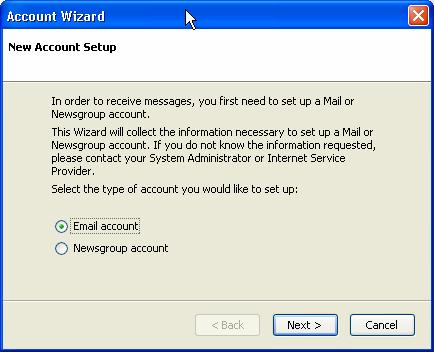 Account Wizard
New Account Setup
In order to receive messages, you first need to set up a Mail or
Newsgroup account.
This Wizard will collect the information necessary to set up a Mail or
Newsgroup account. If you do not know the information requested,
please contact your System Administrator or Internet Service
Provider.
Select the type of account you would like to set up:
Email account
Newsgroup account
< Back Next > Cancel